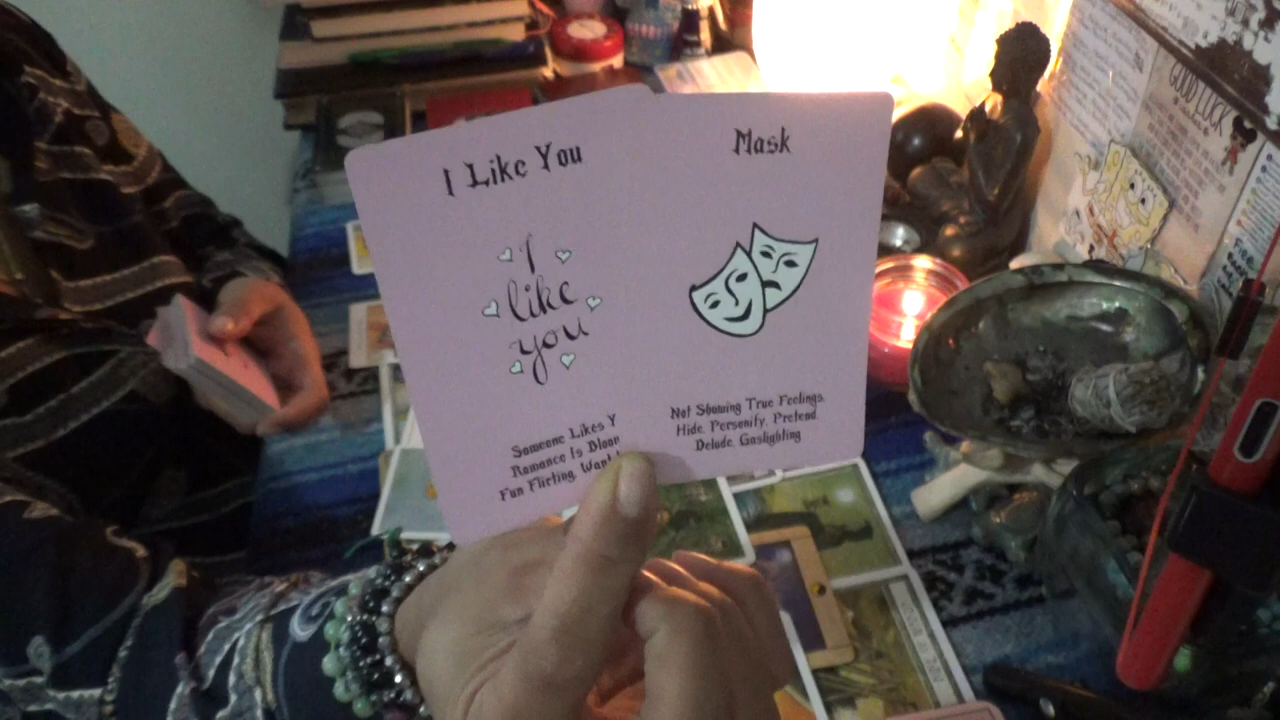 I Like You
I
like
you
Someone Likes Y
Romance Is Bloom
Fun Flirting, Want
Mask
Not Showing True Feelings,
Hide, Personify, Pretend,
Delude, Gaslighting
GOOD LUCK